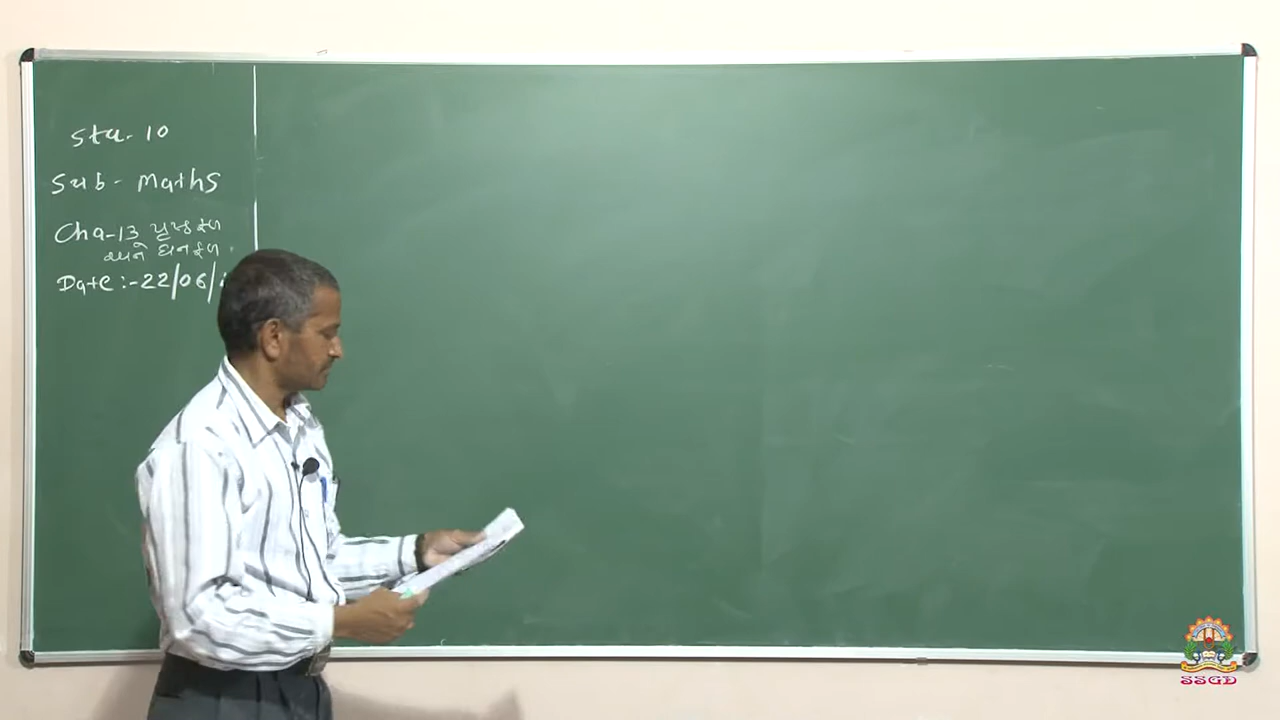 Std. 10
Sub - Maths
Cha-13 પૃષ્ઠફળ
અને ઘનફળ
Date :- 22/06/
SSGD